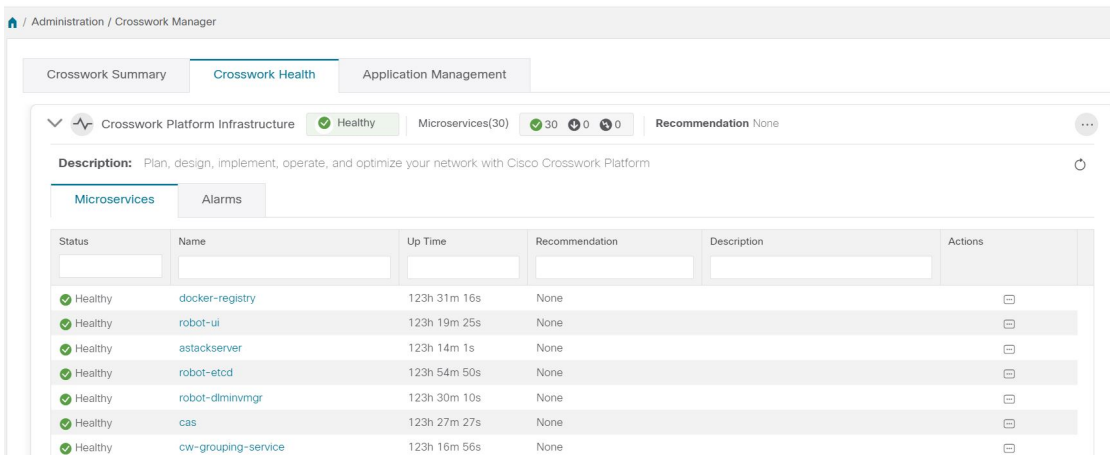 / Administration / Crosswork Manager
Crosswork Summary Crosswork Health Application Management
Crosswork Platform Infrastructure Healthy Microservices(30) 30 0 0 Recommendation None
Description: Plan, design, implement, operate, and optimize your network with Cisco Crosswork Platform
Microservices Alarms
Status Name Up Time Recommendation Description Actions
Healthy docker-registry 123h 31m 16s None
Healthy robot-ui 123h 19m 25s None
Healthy astackserver 123h 14m 1s None
Healthy robot-etcd 123h 54m 50s None
Healthy robot-dlminvmgr 123h 30m 10s None
Healthy cas 123h 27m 27s None
Healthy cw-grouping-service 123h 16m 56s None